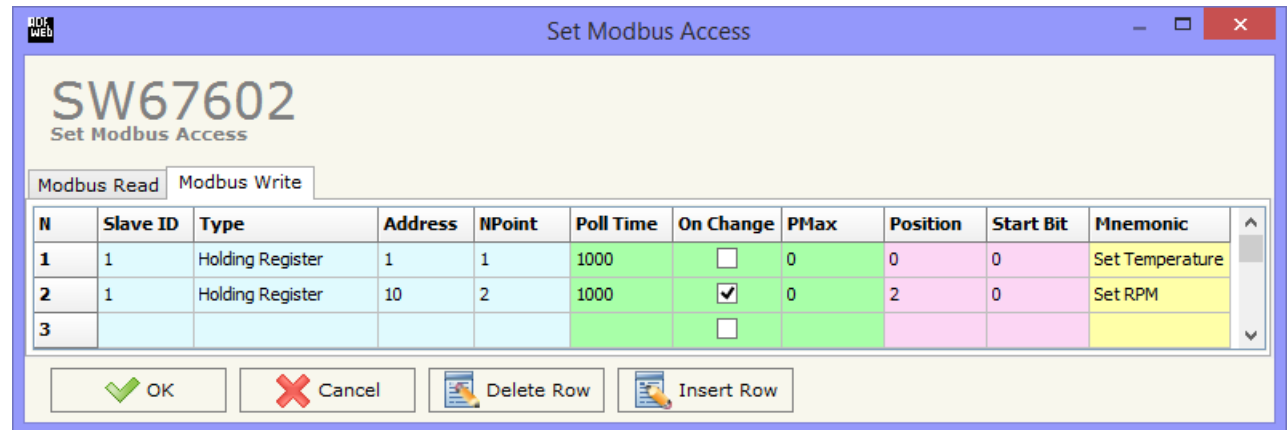 ADF WEB Set Modbus Access
SW67602
Set Modbus Access
Modbus Read Modbus Write
N Slave ID Type Address NPoint Poll Time On Change PMax Position Start Bit Mnemonic
1 1 Holding Register 1 1 1000 0 0 0 Set Temperature
2 1 Holding Register 10 2 1000 0 2 0 Set RPM
3
OK Cancel Delete Row Insert Row